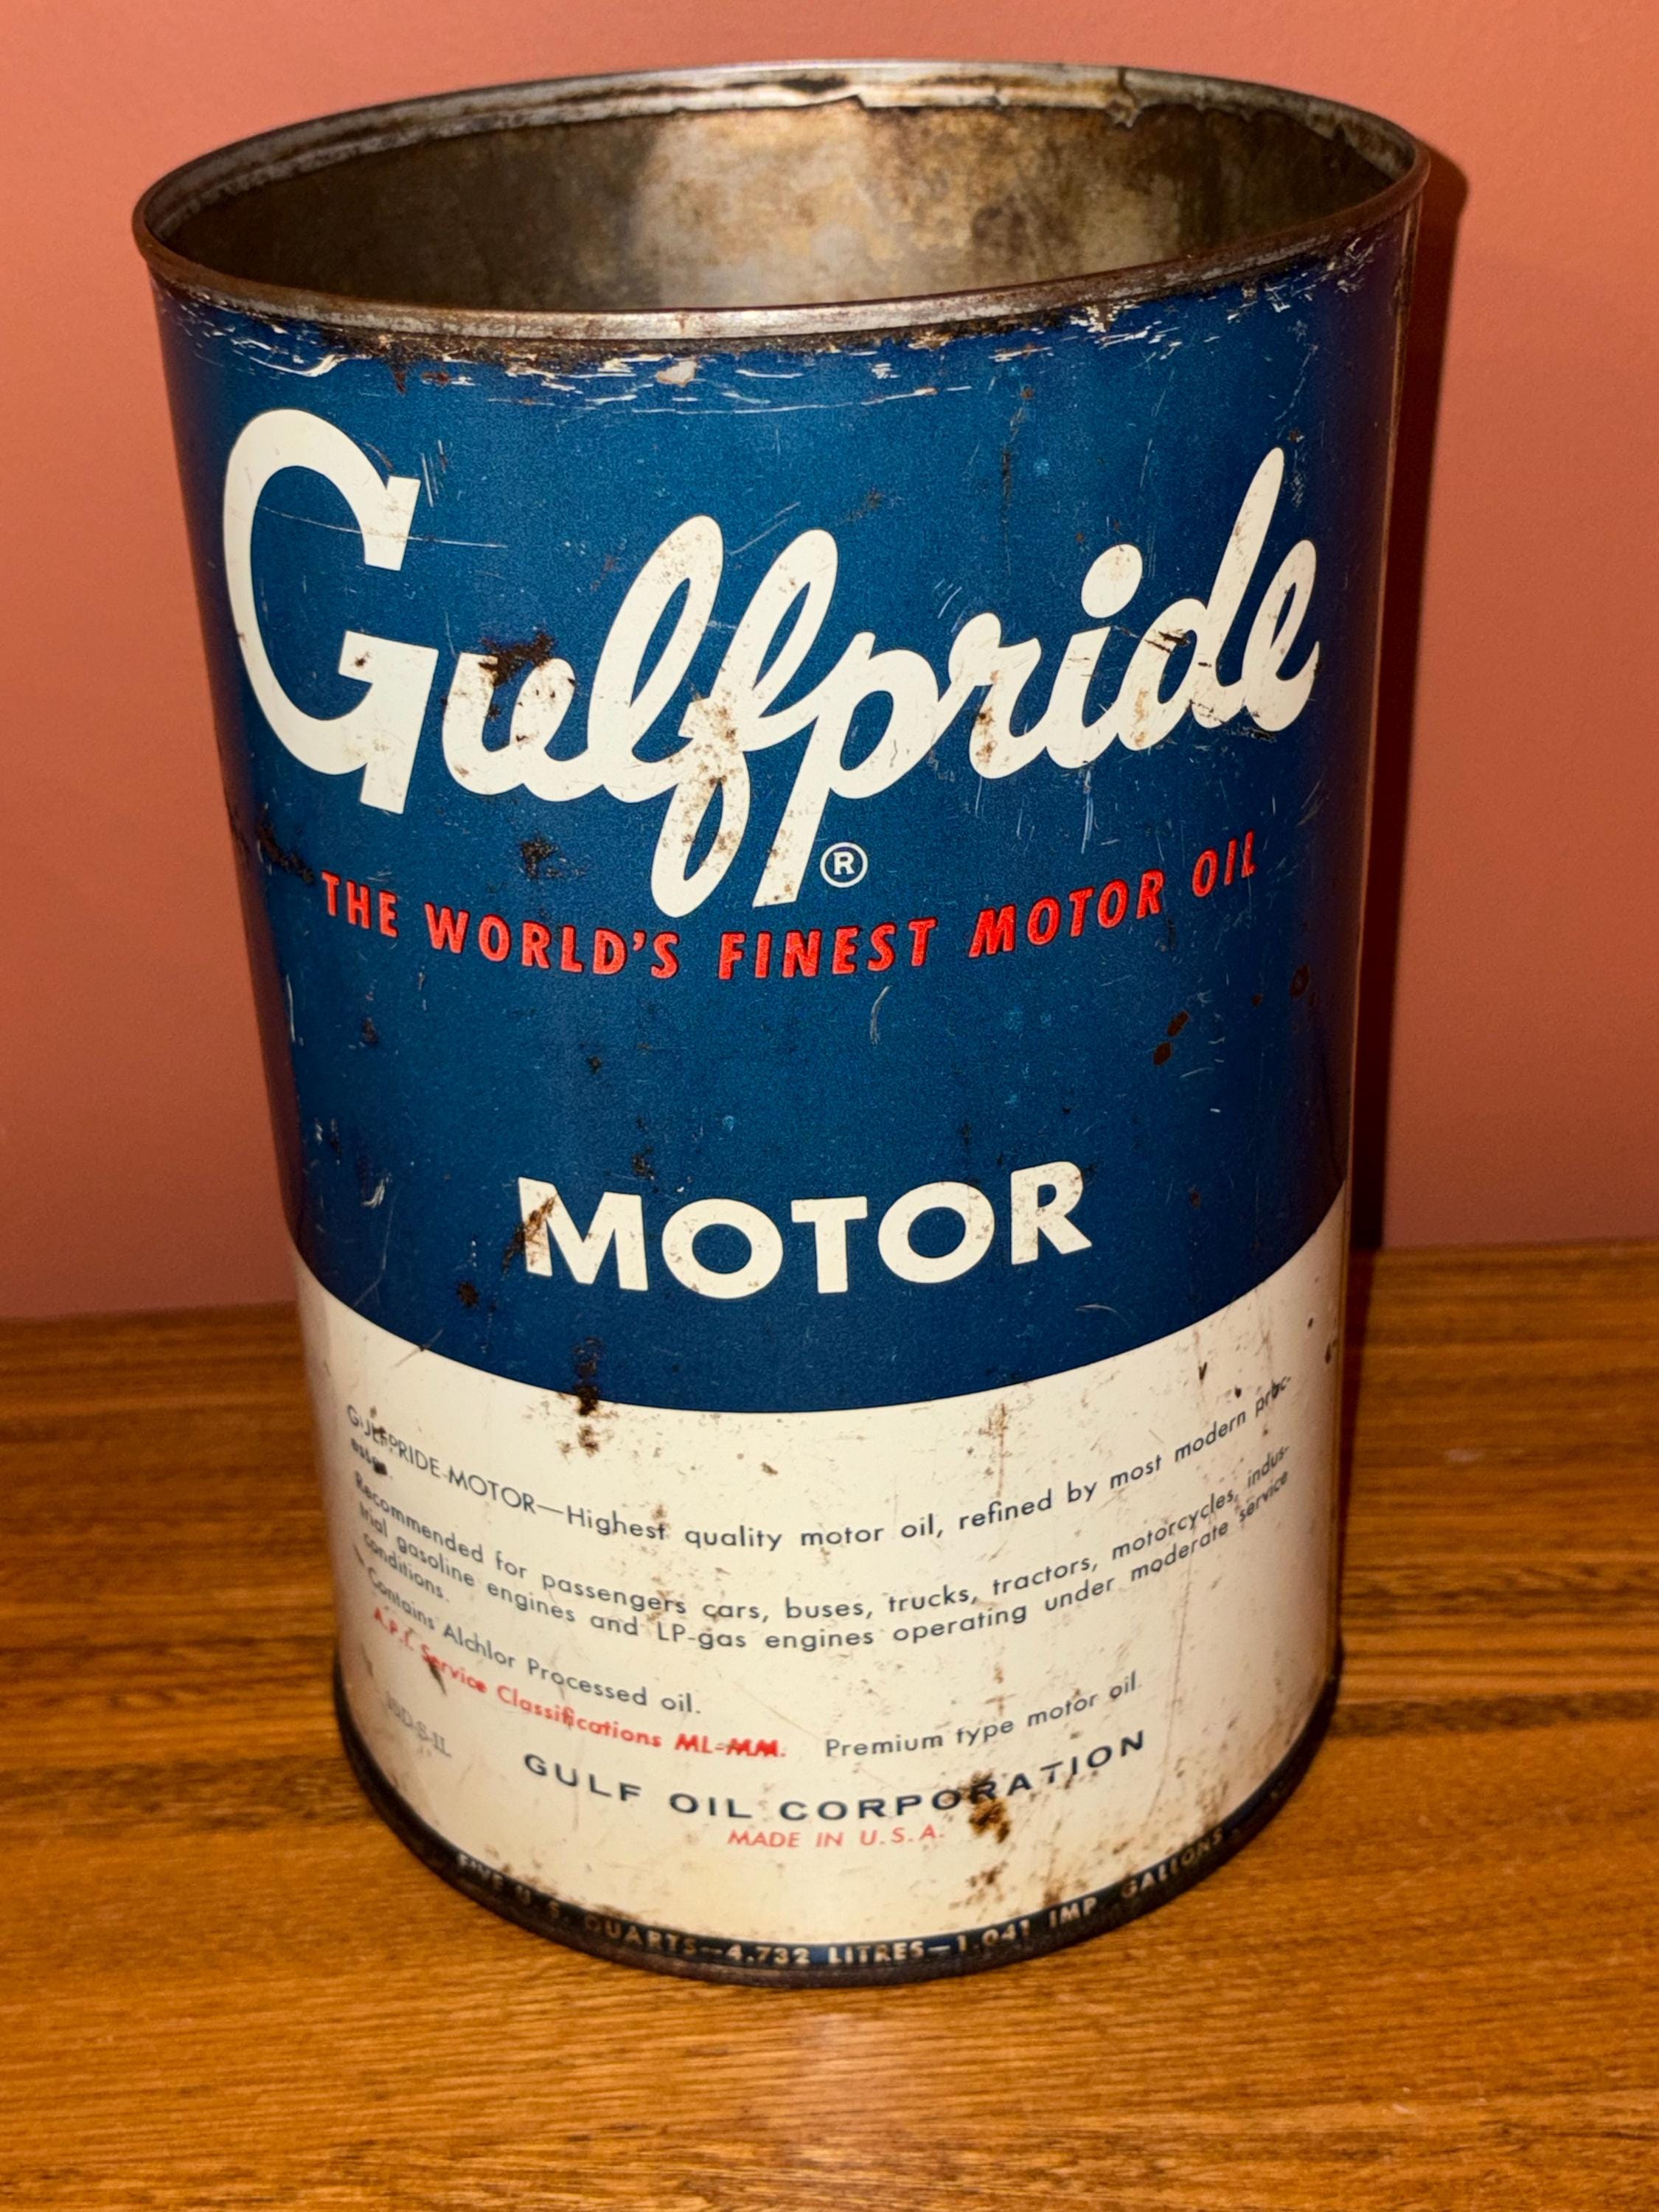 Gulfpride
®
THE WORLD'S FINEST MOTOR OIL
MOTOR
GULFPRIDE-MOTOR—Highest quality motor oil, refined by most modern proc-
esses.
Recommended for passengers cars, buses, trucks, tractors, motorcycles, indus-
trial gasoline engines and LP-gas engines operating under moderate service
conditions.
Contains Alchlor Processed oil.
A.P.I. Service Classifications ML-MM. Premium type motor oil.
GULF OIL CORPORATION
MADE IN U.S.A.
FIVE U. S. QUARTS—4.732 LITRES—1.041 IMP. GALLONS